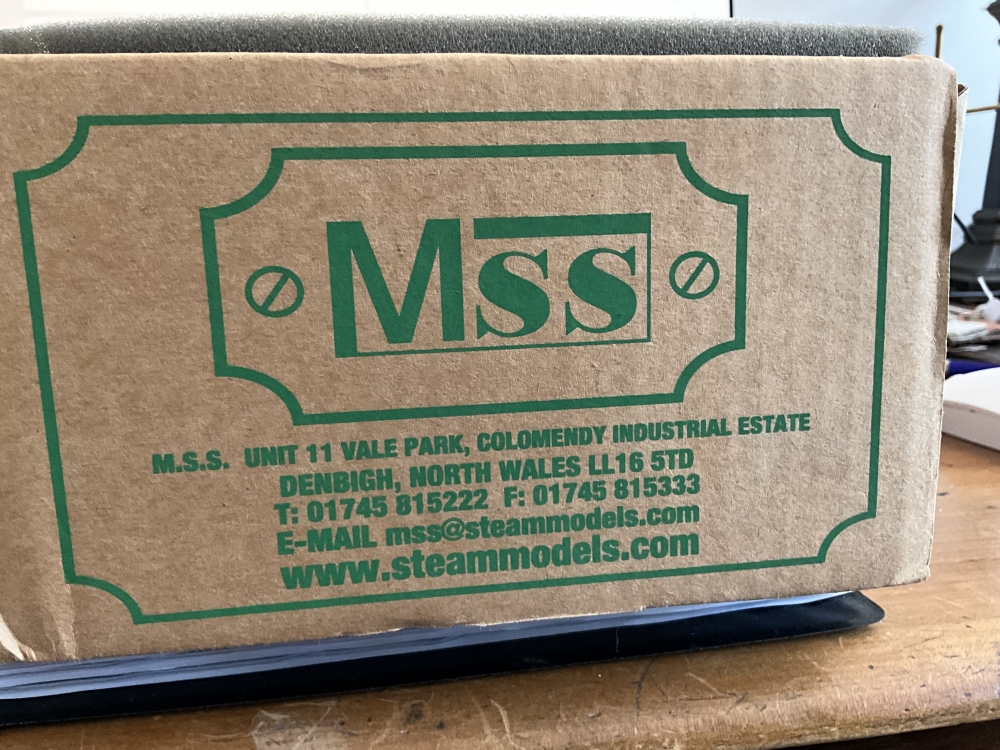 Mss
M.S.S. UNIT 11 VALE PARK, COLOMENDY INDUSTRIAL ESTATE
DENBIGH, NORTH WALES LL16 5TD
T: 01745 815222 F: 01745 815333
E-MAIL mss@steammodels.com
www.steammodels.com